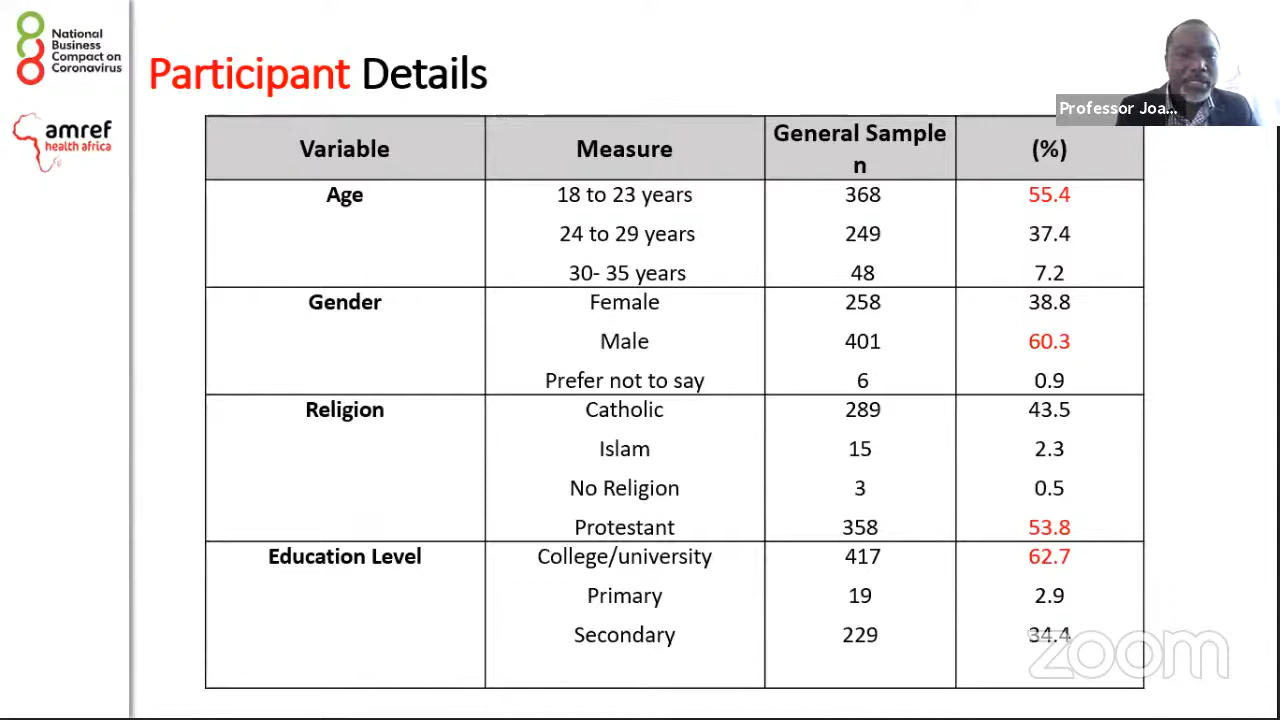 National
Business
Compact on
Coronavirus
amref
health africa
Participant Details
Professor Joa...
Variable Measure General Sample n (%)
Age 18 to 23 years 368 55.4
24 to 29 years 249 37.4
30- 35 years 48 7.2
Gender Female 258 38.8
Male 401 60.3
Prefer not to say 6 0.9
Religion Catholic 289 43.5
Islam 15 2.3
No Religion 3 0.5
Protestant 358 53.8
Education Level College/university 417 62.7
Primary 19 2.9
Secondary 229 34.4
zoom